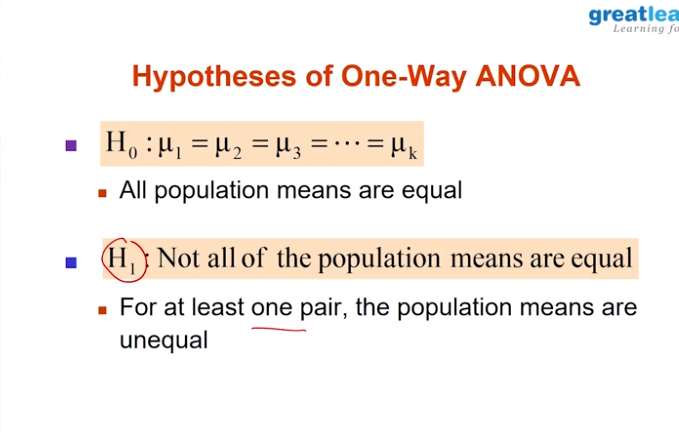 greatlea
Learning fo
Hypotheses of One-Way ANOVA
H₀ : μ₁ = μ₂ = μ₃ = ⋯ = μₖ
All population means are equal
H₁: Not all of the population means are equal
For at least one pair, the population means are
unequal